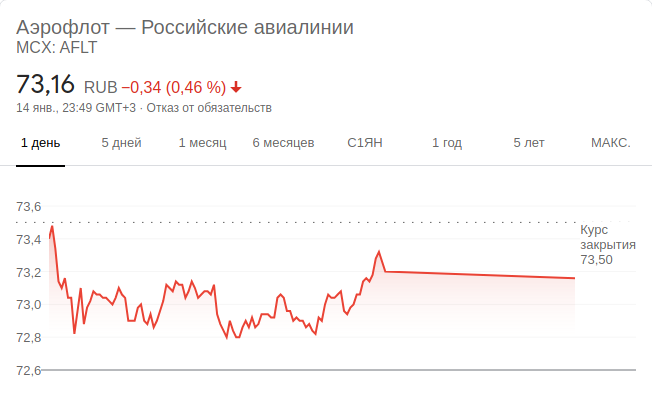 Аэрофлот — Российские авиалинии
MCX: AFLT
73,16 RUB −0,34 (0,46 %)
14 янв., 23:49 GMT+3 · Отказ от обязательств
1 день 5 дней 1 месяц 6 месяцев С1ЯН 1 год 5 лет МАКС.
73,6
Курс
закрытия
73,50
73,4
73,2
73,0
72,8
72,6